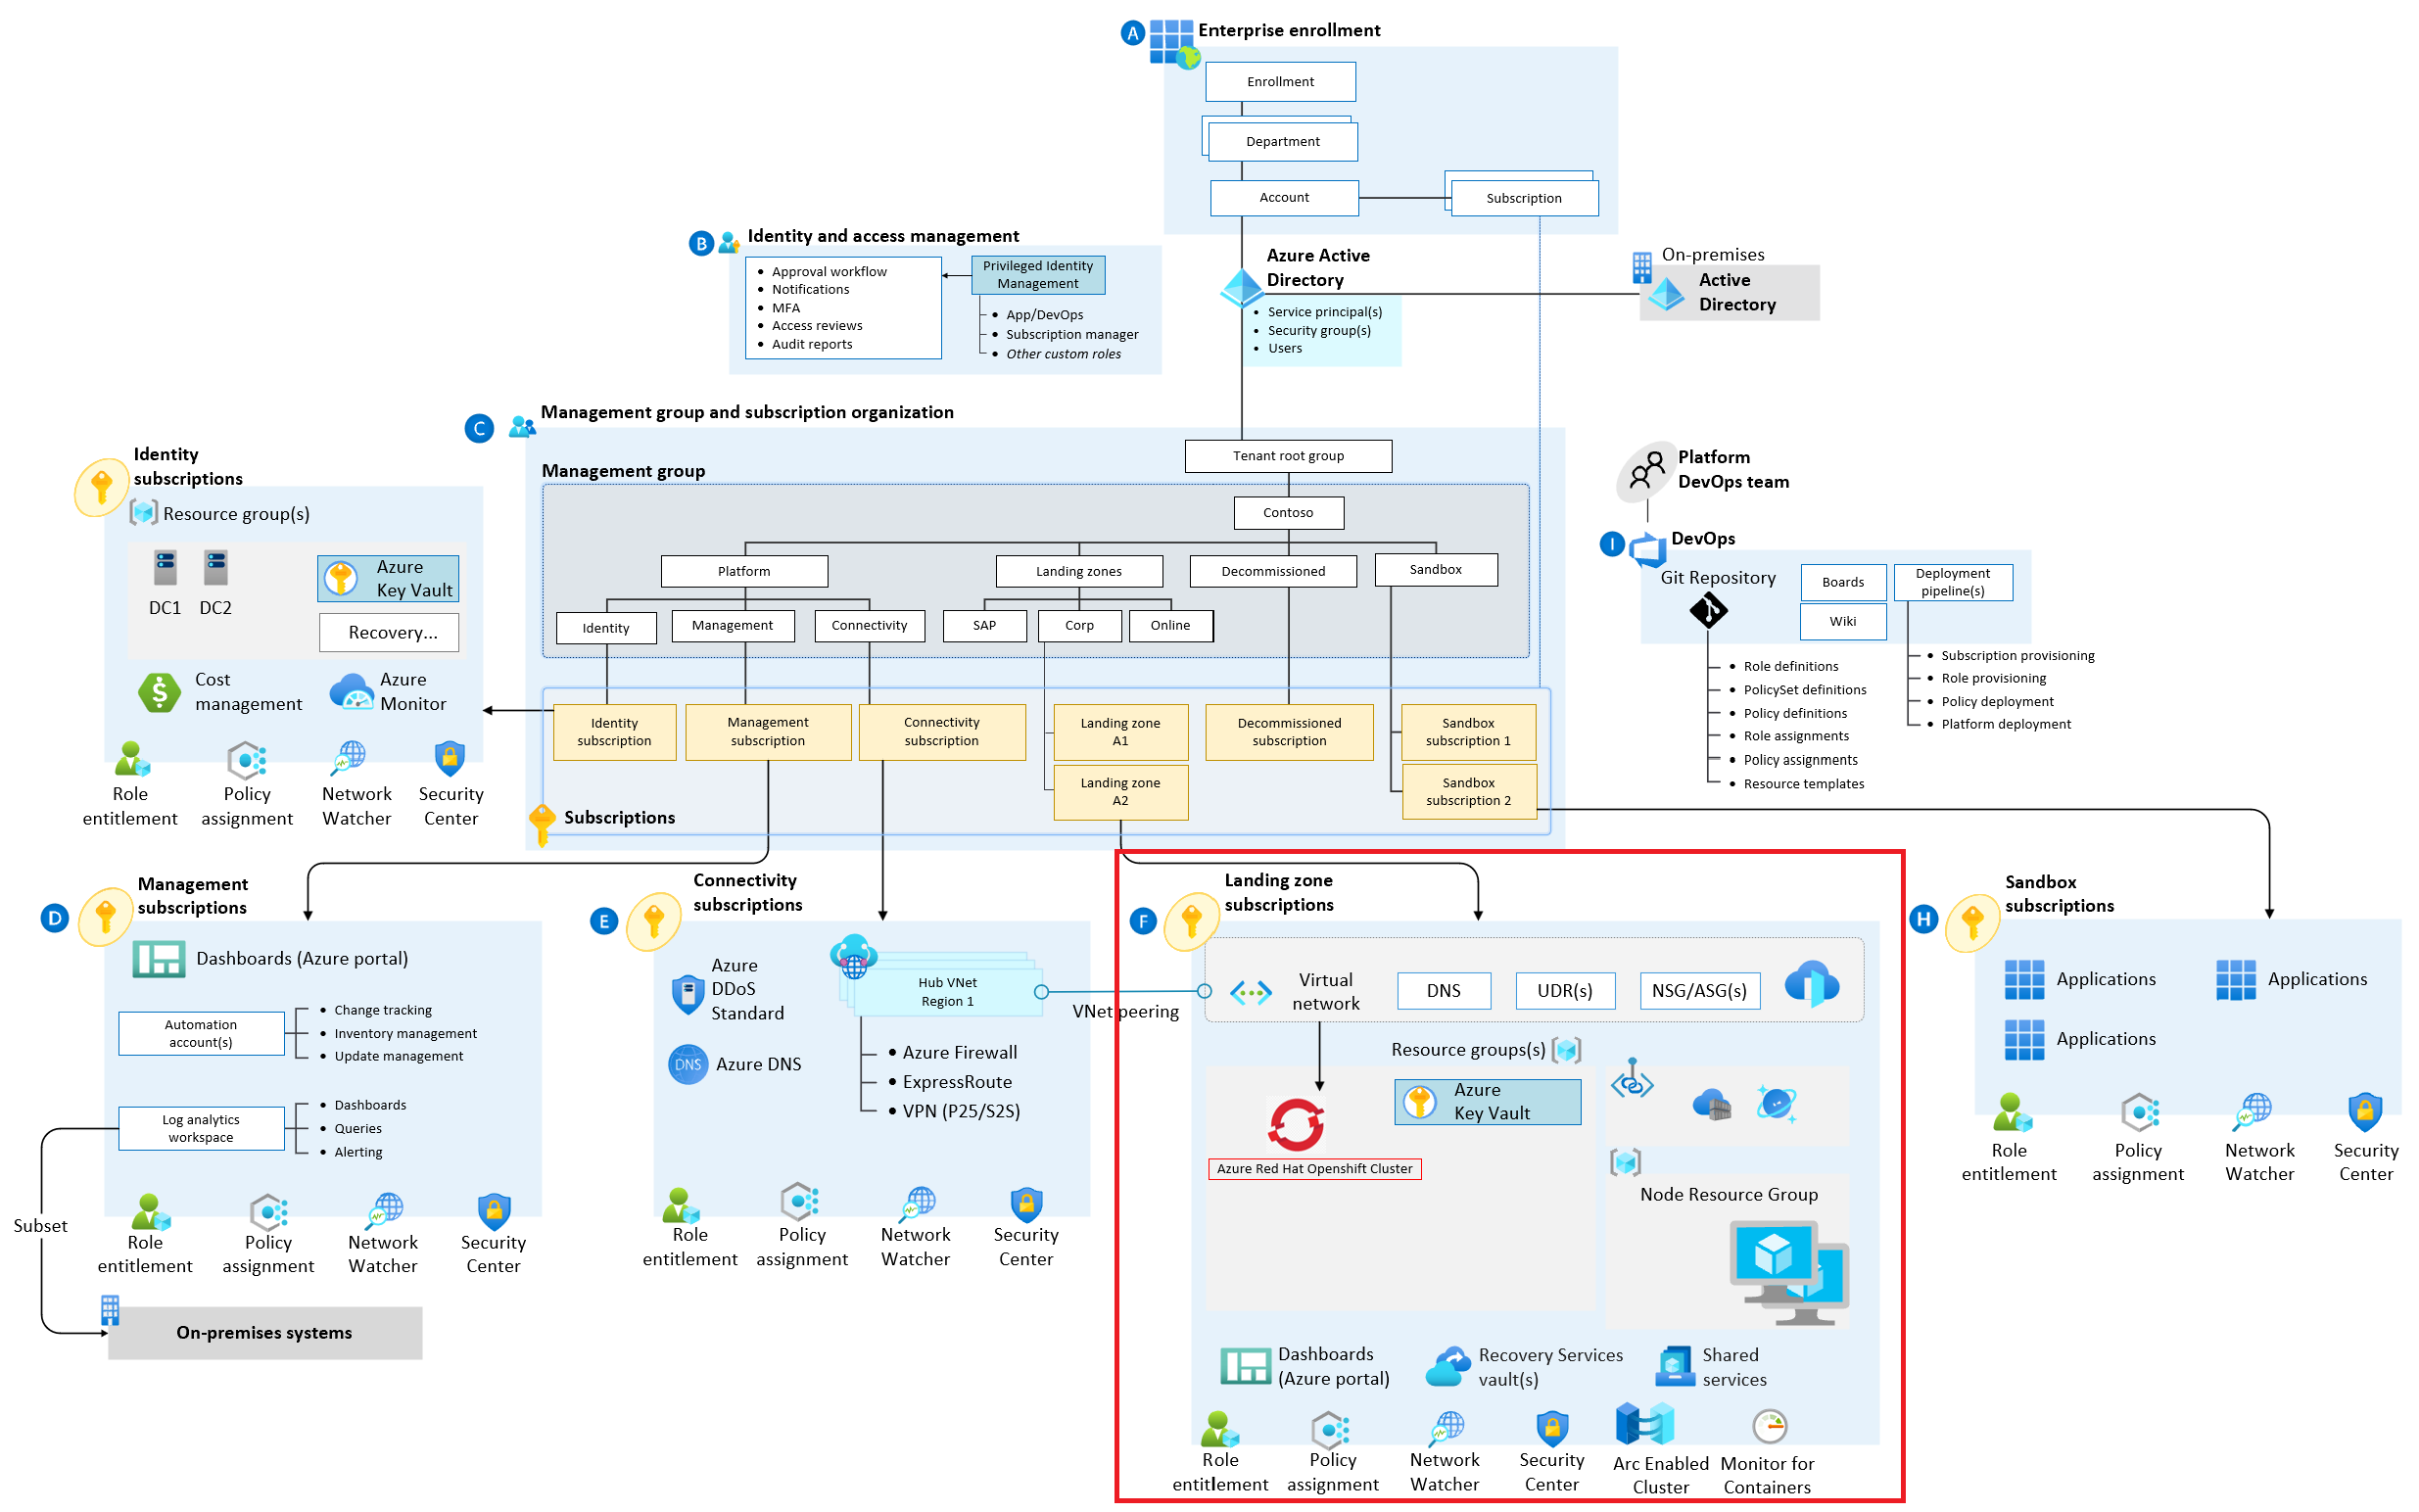 A
Enterprise enrollment
Enrollment
Department
Account
Subscription
B
Identity and access management
• Approval workflow
• Notifications
• MFA
• Access reviews
• Audit reports
Privileged Identity
Management
• App/DevOps
• Subscription manager
• Other custom roles
Azure Active
Directory
• Service principal(s)
• Security group(s)
• Users
On-premises
Active
Directory
C
Management group and subscription organization
Management group
Tenant root group
Contoso
Platform
Landing zones
Decommissioned
Sandbox
Identity
Management
Connectivity
SAP
Corp
Online
Identity
subscription
Management
subscription
Connectivity
subscription
Landing zone
A1
Landing zone
A2
Decommissioned
subscription
Sandbox
subscription 1
Sandbox
subscription 2
Subscriptions
Identity
subscriptions
Resource group(s)
DC1
DC2
Azure
Key Vault
Recovery...
Cost
management
Azure
Monitor
Role
entitlement
Policy
assignment
Network
Watcher
Security
Center
Platform
DevOps team
I
DevOps
Git Repository
Boards
Wiki
Deployment
pipeline(s)
• Role definitions
• PolicySet definitions
• Policy definitions
• Role assignments
• Policy assignments
• Resource templates
• Subscription provisioning
• Role provisioning
• Policy deployment
• Platform deployment
D
Management
subscriptions
Dashboards (Azure portal)
Automation
account(s)
• Change tracking
• Inventory management
• Update management
Log analytics
workspace
• Dashboards
• Queries
• Alerting
Subset
Role
entitlement
Policy
assignment
Network
Watcher
Security
Center
On-premises systems
E
Connectivity
subscriptions
Azure
DDoS
Standard
DNS
Azure DNS
Hub VNet
Region 1
• Azure Firewall
• ExpressRoute
• VPN (P25/S2S)
VNet peering
Role
entitlement
Policy
assignment
Network
Watcher
Security
Center
F
Landing zone
subscriptions
Virtual
network
DNS
UDR(s)
NSG/ASG(s)
Resource groups(s)
Azure
Key Vault
Azure Red Hat Openshift Cluster
Node Resource Group
Dashboards
(Azure portal)
Recovery Services
vault(s)
Shared
services
Role
entitlement
Policy
assignment
Network
Watcher
Security
Center
Arc Enabled
Cluster
Monitor for
Containers
H
Sandbox
subscriptions
Applications
Applications
Applications
Role
entitlement
Policy
assignment
Network
Watcher
Security
Center